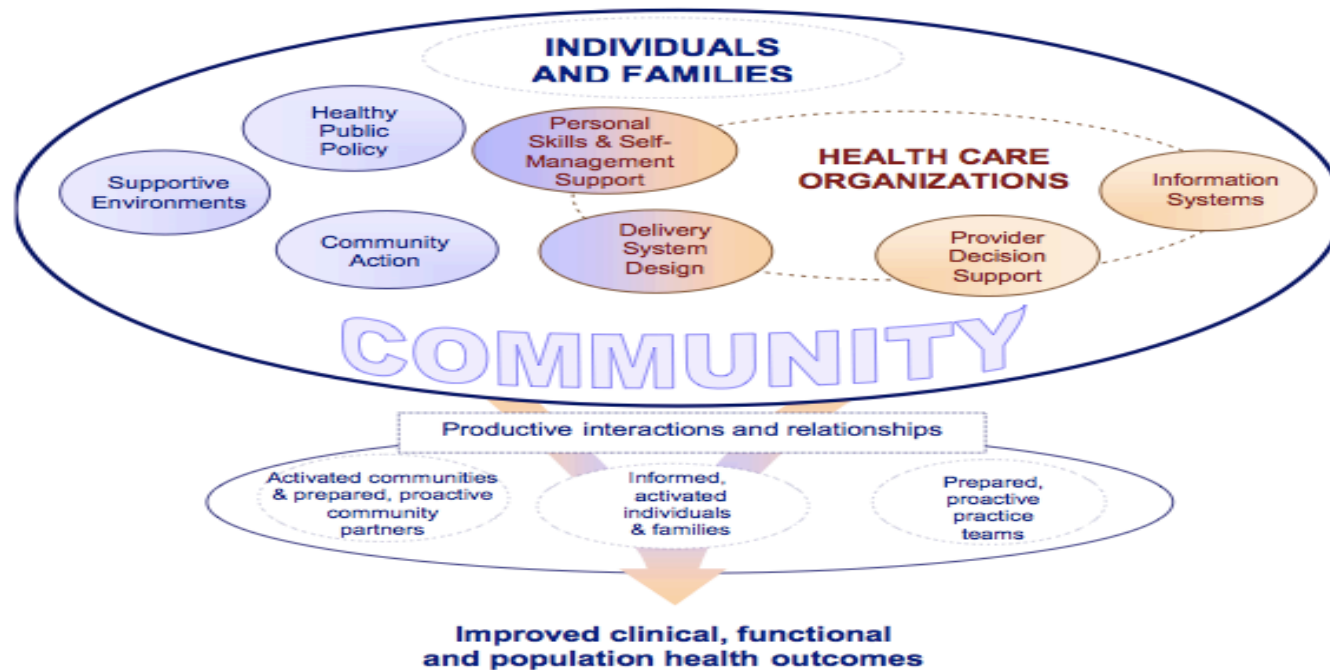 INDIVIDUALS
AND FAMILIES
Healthy
Public
Policy
Personal
Skills & Self-
Management
Support
HEALTH CARE
ORGANIZATIONS
Supportive
Environments
Information
Systems
Community
Action
Delivery
System
Design
Provider
Decision
Support
COMMUNITY
Productive interactions and relationships
Activated communities
& prepared, proactive
community
partners
Informed,
activated
individuals
& families
Prepared,
proactive
practice
teams
Improved clinical, functional
and population health outcomes